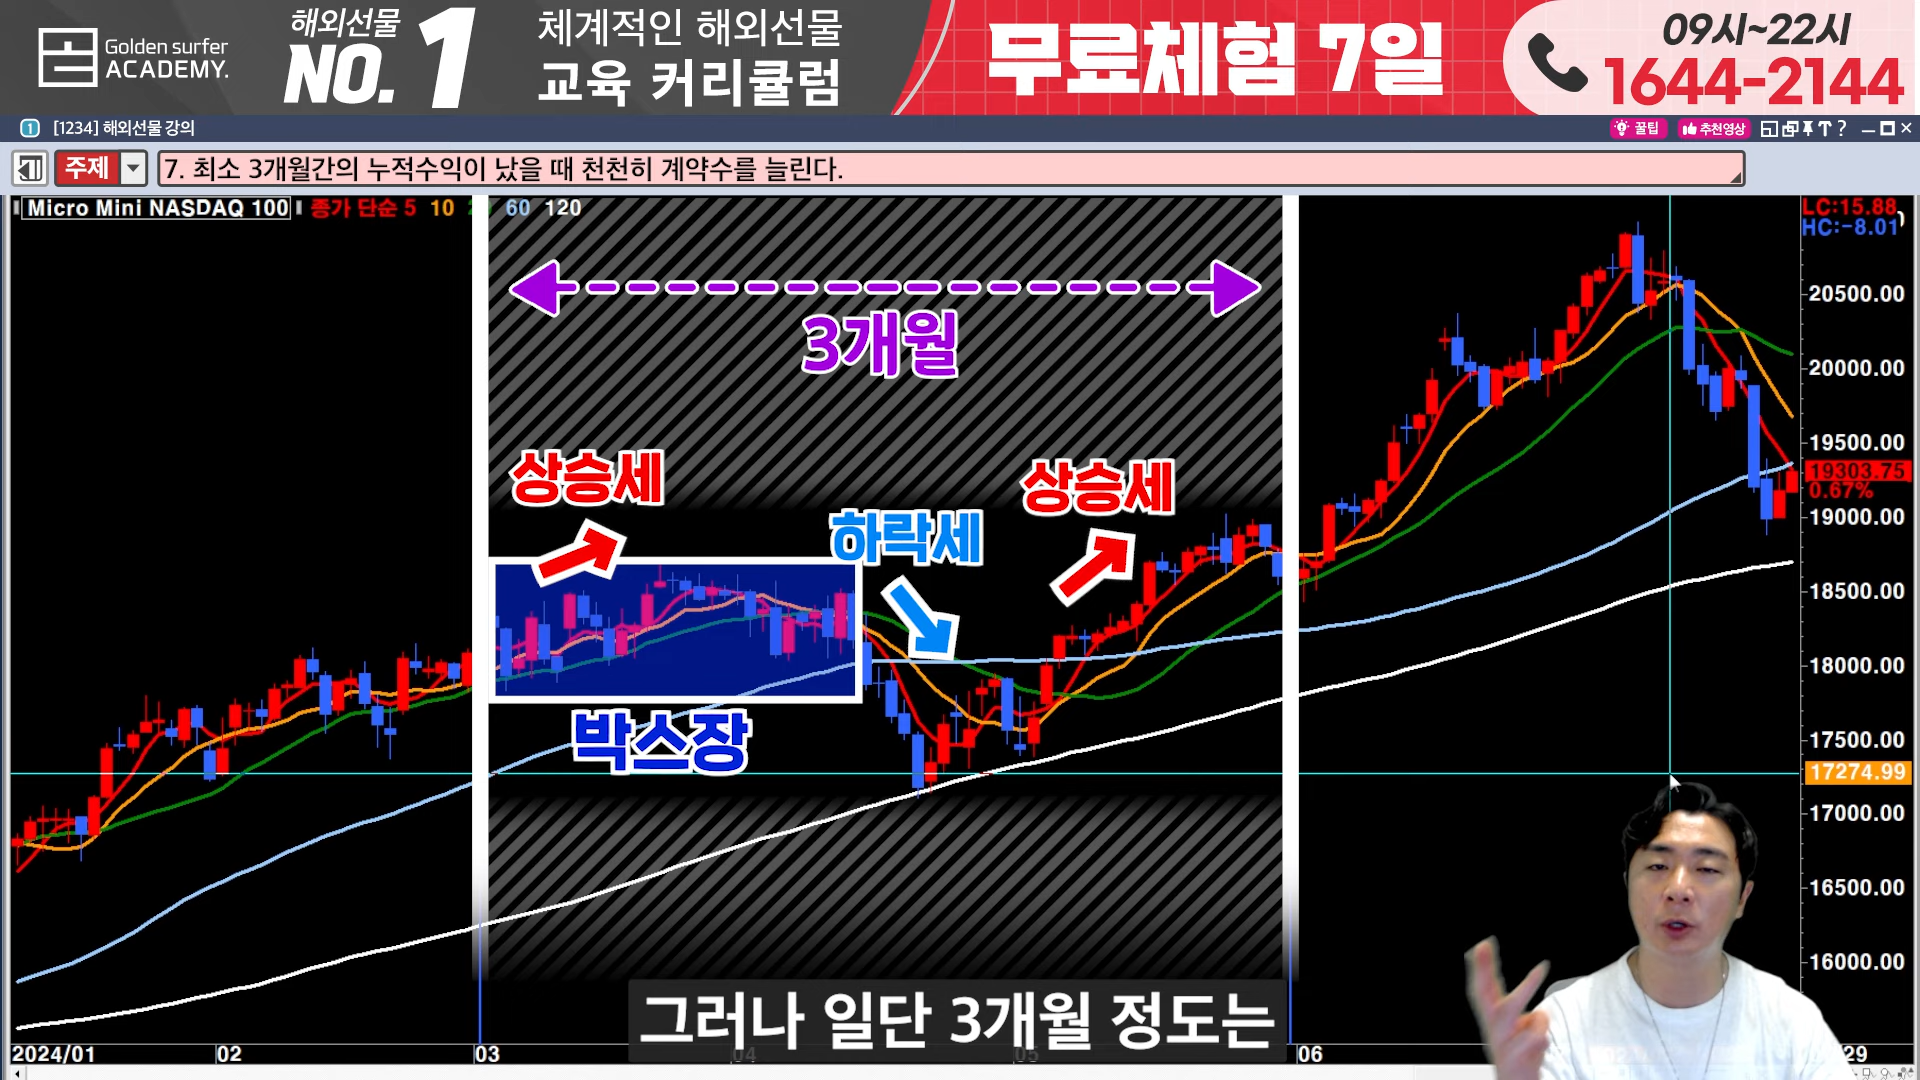 Golden surfer
ACADEMY.
해외선물
NO. 1
체계적인 해외선물
교육 커리큘럼
무료체험 7일
09시~22시
1644-2144
1 [1234] 해외선물 강의
꿀팁
추천영상
주제
7. 최소 3개월간의 누적수익이 났을 때 천천히 계약수를 늘린다.
Micro Mini NASDAQ 100 종가 단순 5 10 60 120
LC:15.88
HC:-8.01
3개월
상승세
하락세
상승세
박스장
20500.00
20000.00
19500.00
19303.75
0.67%
19000.00
18500.00
18000.00
17500.00
17274.99
17000.00
16500.00
16000.00
그러나 일단 3개월 정도는
2024/01 02 03 04 05 06 29